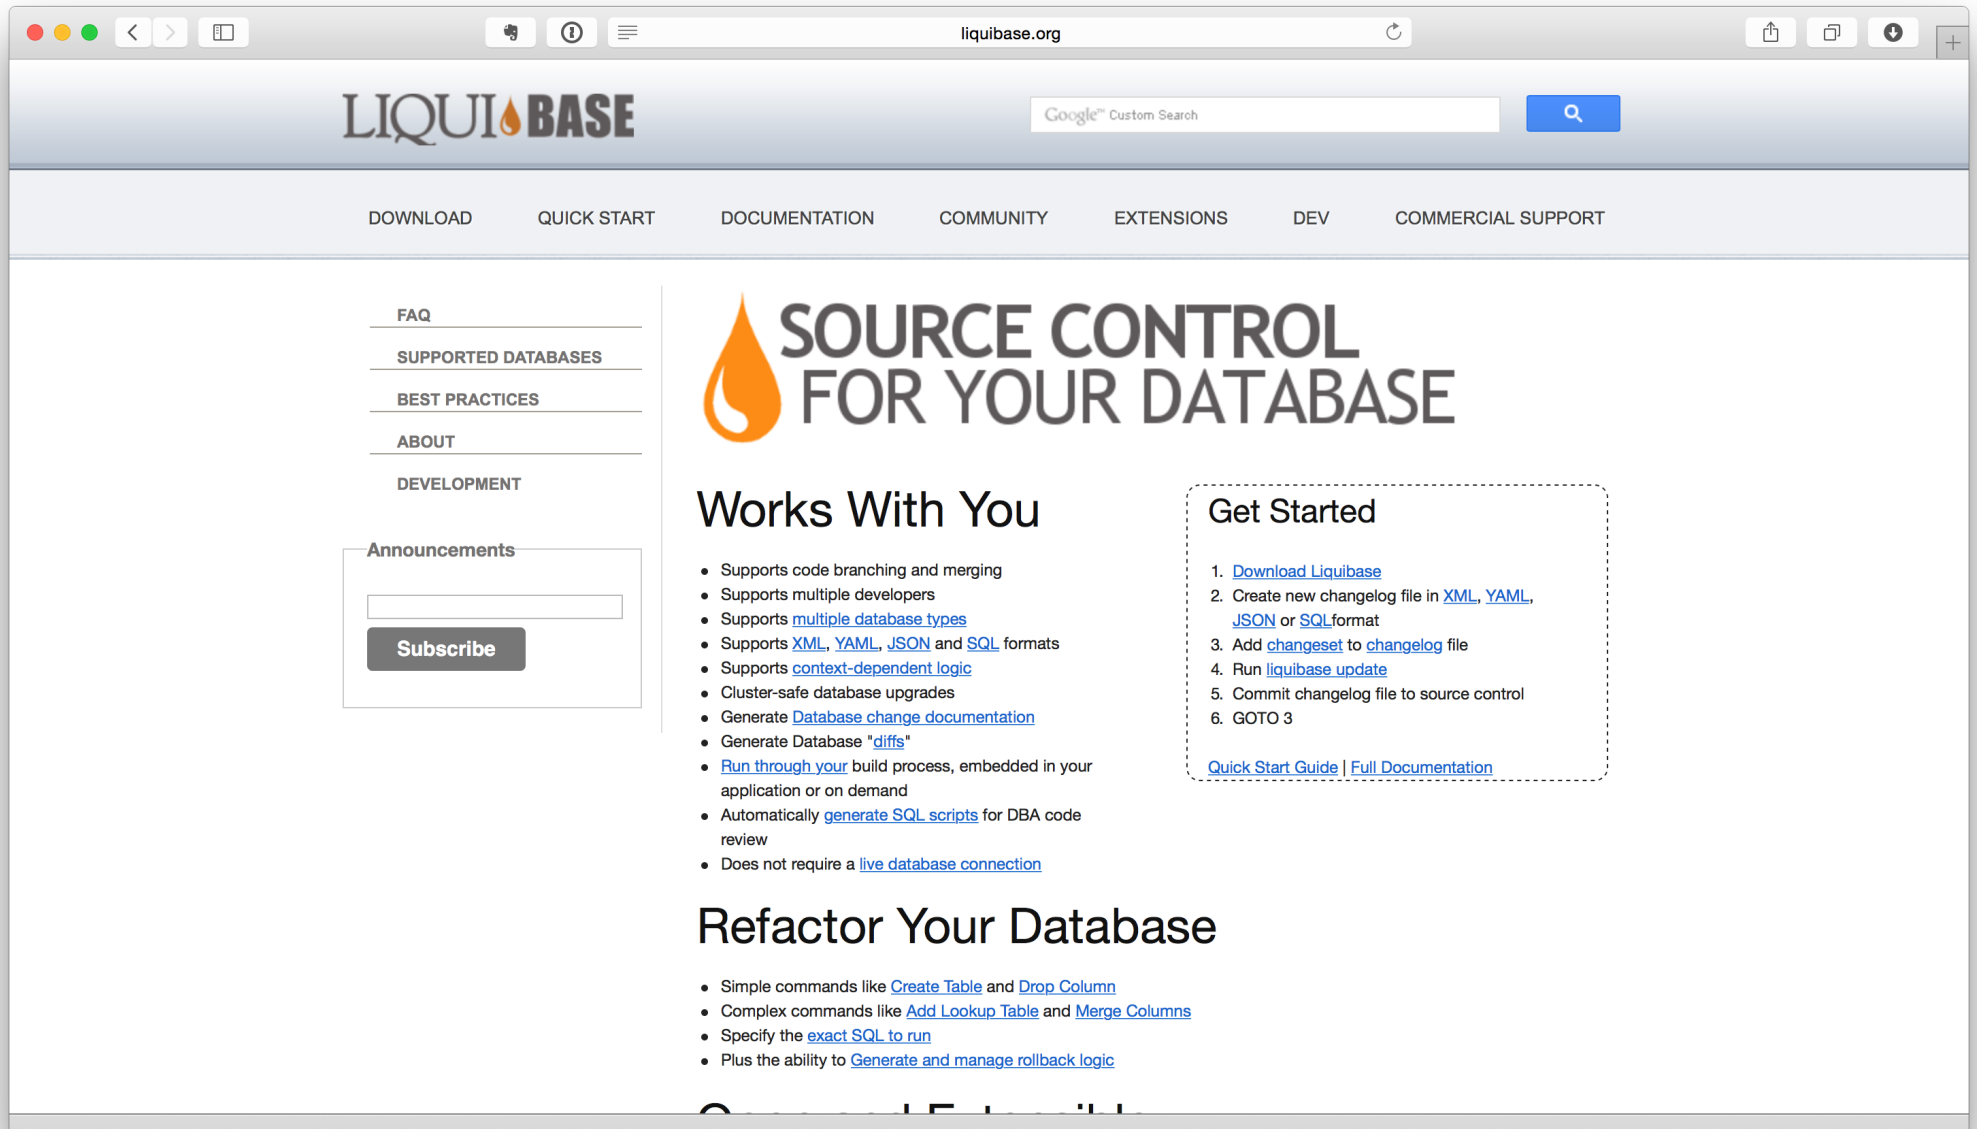 liquibase.org
LIQUIBASE
Google™ Custom Search
DOWNLOAD
QUICK START
DOCUMENTATION
COMMUNITY
EXTENSIONS
DEV
COMMERCIAL SUPPORT
FAQ
SUPPORTED DATABASES
BEST PRACTICES
ABOUT
DEVELOPMENT
Announcements
Subscribe
SOURCE CONTROL
FOR YOUR DATABASE
Works With You
• Supports code branching and merging
• Supports multiple developers
• Supports multiple database types
• Supports XML, YAML, JSON and SQL formats
• Supports context-dependent logic
• Cluster-safe database upgrades
• Generate Database change documentation
• Generate Database "diffs"
• Run through your build process, embedded in your
application or on demand
• Automatically generate SQL scripts for DBA code
review
• Does not require a live database connection
Get Started
1. Download Liquibase
2. Create new changelog file in XML, YAML,
JSON or SQLformat
3. Add changeset to changelog file
4. Run liquibase update
5. Commit changelog file to source control
6. GOTO 3
Quick Start Guide | Full Documentation
Refactor Your Database
• Simple commands like Create Table and Drop Column
• Complex commands like Add Lookup Table and Merge Columns
• Specify the exact SQL to run
• Plus the ability to Generate and manage rollback logic